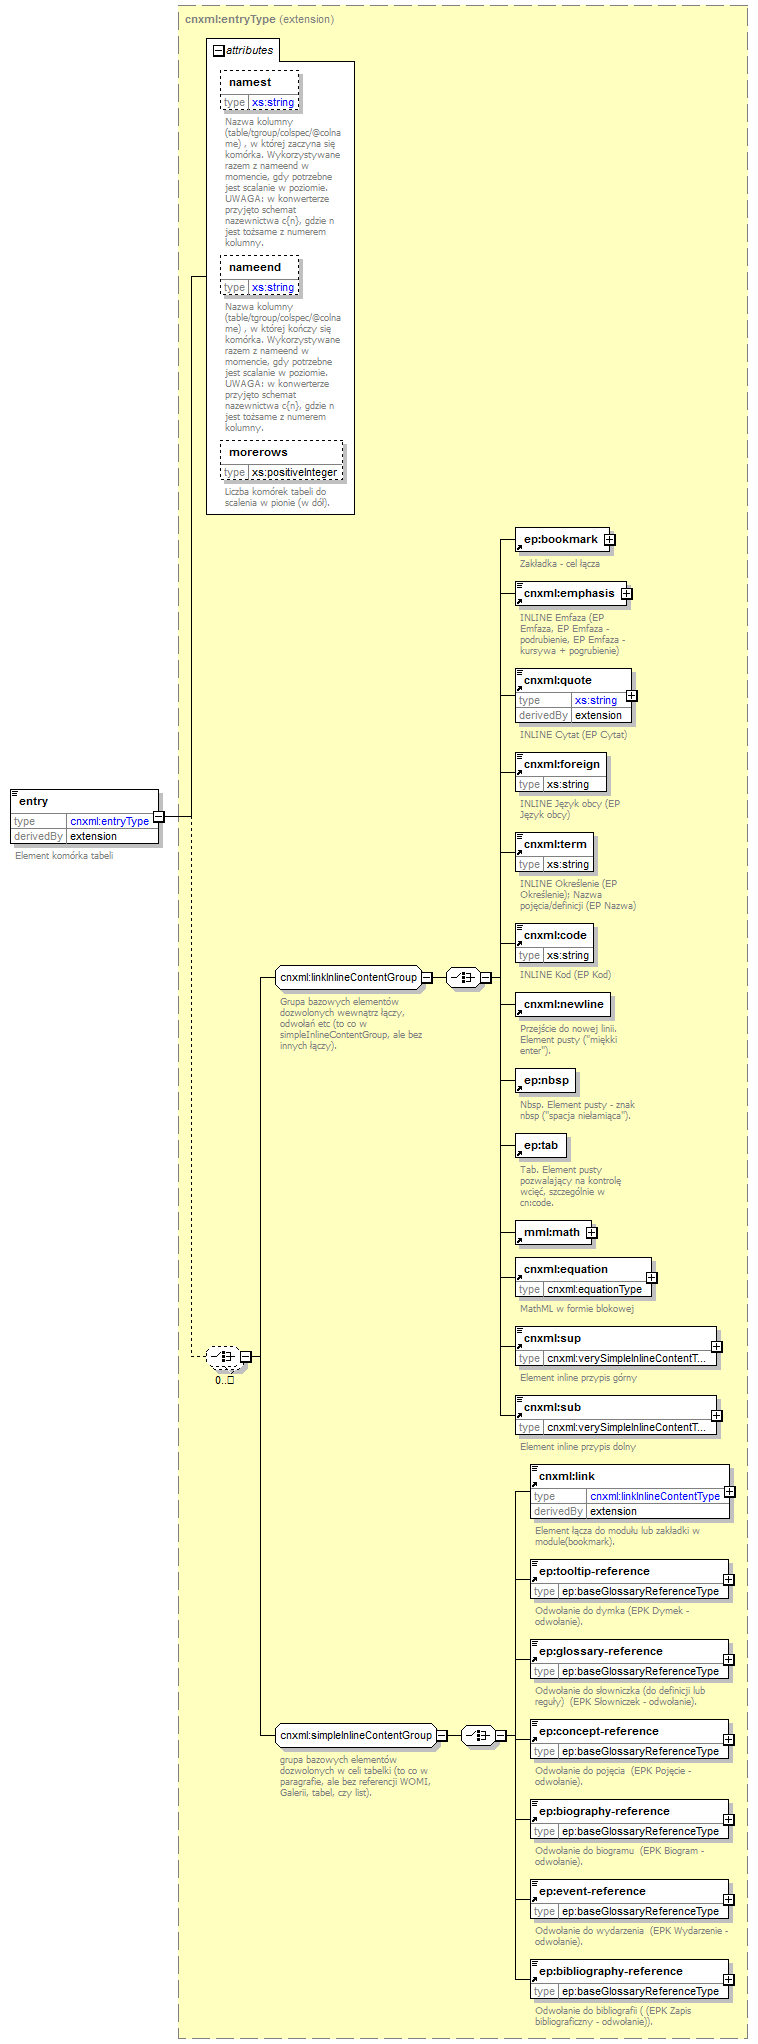 cnxml:entryType (extension)
attributes
namest
type xs:string
Nazwa kolumny
(table/tgroup/colspec/@colna
me) , w której zaczyna się
komórka. Wykorzystywane
razem z nameend w
momencie, gdy potrzebne
jest scalanie w poziomie.
UWAGA: w konwerterze
przyjęto schemat
nazewnictwa c{n}, gdzie n
jest tożsame z numerem
kolumny.
nameend
type xs:string
Nazwa kolumny
(table/tgroup/colspec/@colna
me) , w której kończy się
komórka. Wykorzystywane
razem z nameend w
momencie, gdy potrzebne
jest scalanie w poziomie.
UWAGA: w konwerterze
przyjęto schemat
nazewnictwa c{n}, gdzie n
jest tożsame z numerem
kolumny.
morerows
type xs:positiveInteger
Liczba komórek tabeli do
scalenia w pionie (w dół).
entry
type cnxml:entryType
derivedBy extension
Element komórka tabeli
0..
cnxml:linkInlineContentGroup
Grupa bazowych elementów
dozwolonych wewnątrz łączy,
odwołań etc (to co w
simpleInlineContentGroup, ale bez
innych łączy).
ep:bookmark
Zakładka - cel łącza
cnxml:emphasis
INLINE Emfaza (EP
Emfaza, EP Emfaza -
podrubienie, EP Emfaza -
kursywa + pogrubienie)
cnxml:quote
type xs:string
derivedBy extension
INLINE Cytat (EP Cytat)
cnxml:foreign
type xs:string
INLINE Język obcy (EP
Język obcy)
cnxml:term
type xs:string
INLINE Określenie (EP
Określenie); Nazwa
pojęcia/definicji (EP Nazwa)
cnxml:code
type xs:string
INLINE Kod (EP Kod)
cnxml:newline
Przejście do nowej linii.
Element pusty ("miękki
enter").
ep:nbsp
Nbsp. Element pusty - znak
nbsp ("spacja niełamiąca").
ep:tab
Tab. Element pusty
pozwalający na kontrolę
wcięć, szczególnie w
cn:code.
mml:math
cnxml:equation
type cnxml:equationType
MathML w formie blokowej
cnxml:sup
type cnxml:verySimpleInlineContentT...
Element inline przypis górny
cnxml:sub
type cnxml:verySimpleInlineContentT...
Element inline przypis dolny
cnxml:simpleInlineContentGroup
grupa bazowych elementów
dozwolonych w celi tabelki (to co w
paragrafie, ale bez referencji WOMI,
Galerii, tabel, czy list).
cnxml:link
type cnxml:linkInlineContentType
derivedBy extension
Element łącza do modułu lub zakładki w
module(bookmark).
ep:tooltip-reference
type ep:baseGlossaryReferenceType
Odwołanie do dymka (EPK Dymek -
odwołanie).
ep:glossary-reference
type ep:baseGlossaryReferenceType
Odwołanie do słowniczka (do definicji lub
reguły) (EPK Słowniczek - odwołanie).
ep:concept-reference
type ep:baseGlossaryReferenceType
Odwołanie do pojęcia (EPK Pojęcie -
odwołanie).
ep:biography-reference
type ep:baseGlossaryReferenceType
Odwołanie do biogramu (EPK Biogram -
odwołanie).
ep:event-reference
type ep:baseGlossaryReferenceType
Odwołanie do wydarzenia (EPK Wydarzenie -
odwołanie).
ep:bibliography-reference
type ep:baseGlossaryReferenceType
Odwołanie do bibliografii ( (EPK Zapis
bibliograficzny - odwołanie)).